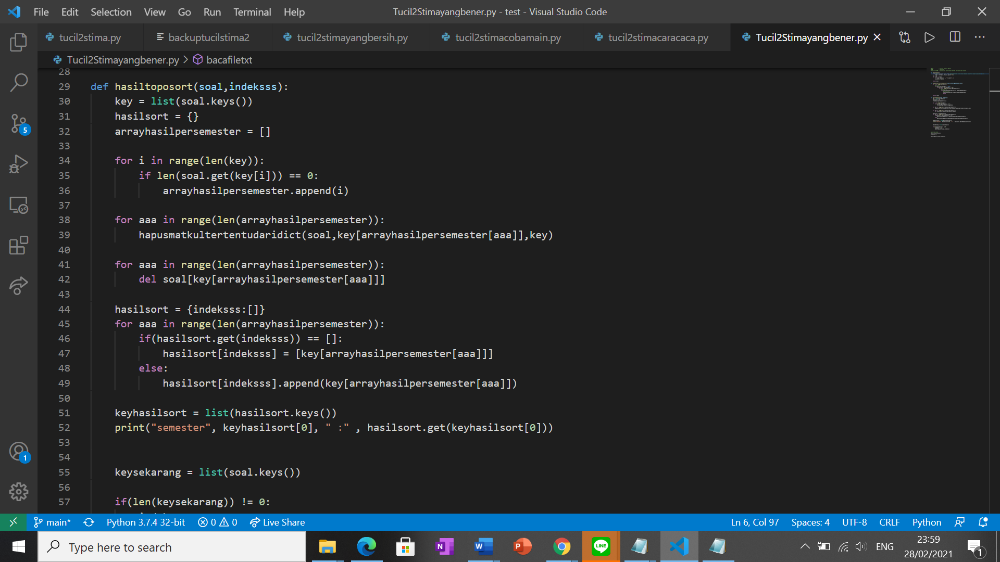 File Edit Selection View Go Run Terminal Help Tucil2Stimayangbener.py - test - Visual Studio Code
tucil2stima.py backuptucilstima2 tucil2stimayangbersih.py tucil2stimacobamain.py tucil2stimacaracaca.py Tucil2Stimayangbener.py
Tucil2Stimayangbener.py > bacafiletxt
28
29 def hasiltoposort(soal,indeksss):
30 key = list(soal.keys())
31 hasilsort = {}
32 arrayhasilpersemester = []
33
34 for i in range(len(key)):
35 if len(soal.get(key[i])) == 0:
36 arrayhasilpersemester.append(i)
37
38 for aaa in range(len(arrayhasilpersemester)):
39 hapusmatkultertentudaridict(soal,key[arrayhasilpersemester[aaa]],key)
40
41 for aaa in range(len(arrayhasilpersemester)):
42 del soal[key[arrayhasilpersemester[aaa]]]
43
44 hasilsort = {indeksss:[]}
45 for aaa in range(len(arrayhasilpersemester)):
46 if(hasilsort.get(indeksss)) == []:
47 hasilsort[indeksss] = [key[arrayhasilpersemester[aaa]]]
48 else:
49 hasilsort[indeksss].append(key[arrayhasilpersemester[aaa]])
50
51 keyhasilsort = list(hasilsort.keys())
52 print("semester", keyhasilsort[0], " :" , hasilsort.get(keyhasilsort[0]))
53
54
55 keysekarang = list(soal.keys())
56
57 if(len(keysekarang)) != 0:
5
1
main* Python 3.7.4 32-bit 0 0 Live Share Ln 6, Col 97 Spaces: 4 UTF-8 CRLF Python
Type here to search
LINE
ENG
23:59
28/02/2021
1